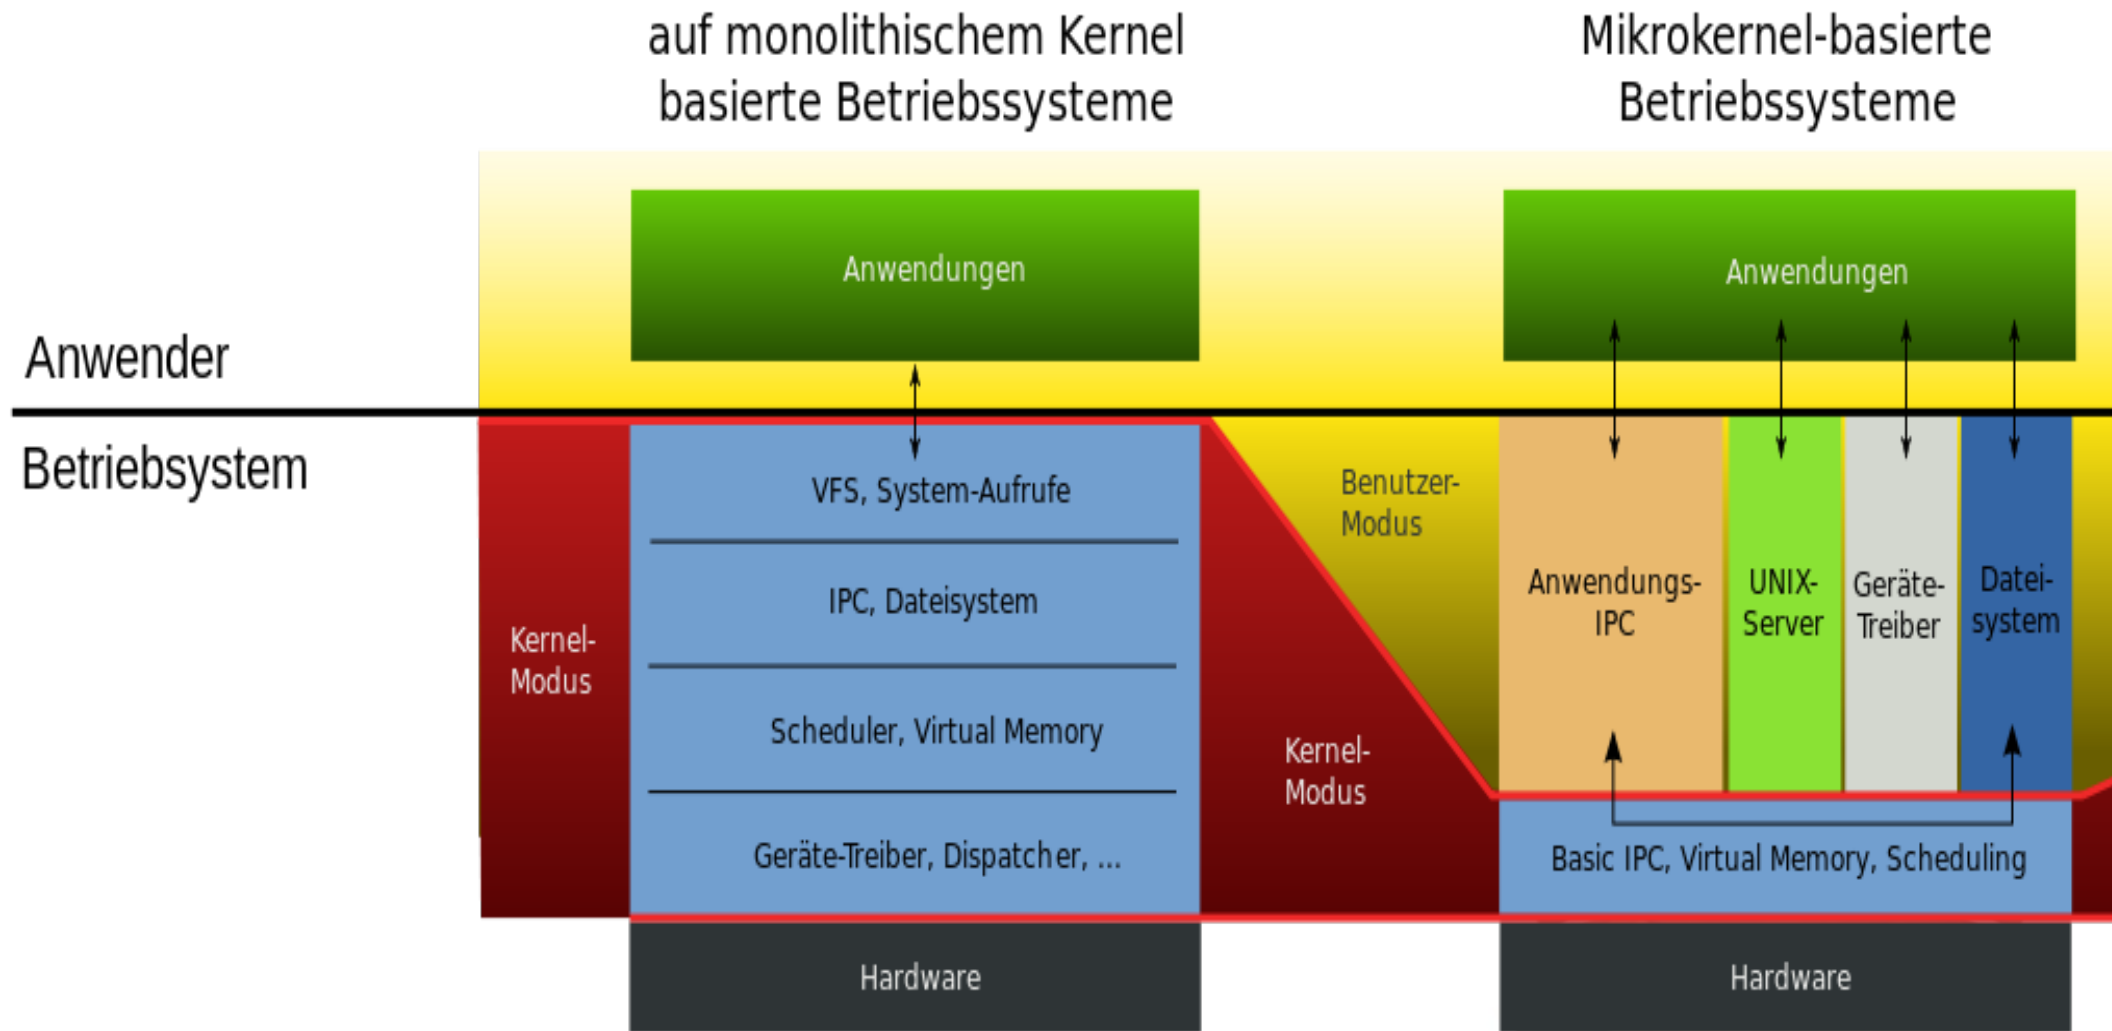 auf monolithischem Kernel
basierte Betriebssysteme
Mikrokernel-basierte
Betriebssysteme
Anwendungen
Anwendungen
Anwender
Betriebsystem
VFS, System-Aufrufe
IPC, Dateisystem
Scheduler, Virtual Memory
Geräte-Treiber, Dispatcher, ...
Kernel-
Modus
Benutzer-
Modus
Kernel-
Modus
Anwendungs-
IPC
UNIX-
Server
Geräte-
Treiber
Datei-
system
Basic IPC, Virtual Memory, Scheduling
Hardware
Hardware